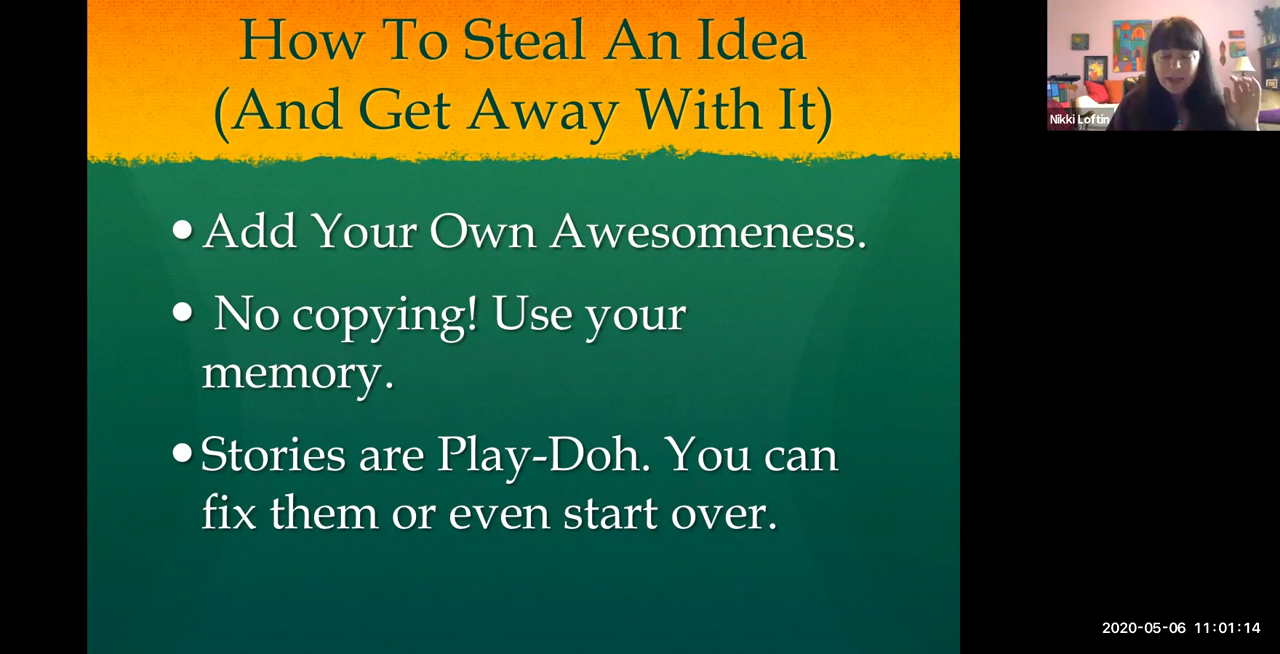 How To Steal An Idea
(And Get Away With It)
•Add Your Own Awesomeness.
• No copying! Use your
memory.
•Stories are Play-Doh. You can
fix them or even start over.
Nikki Loftin
2020-05-06 11:01:14